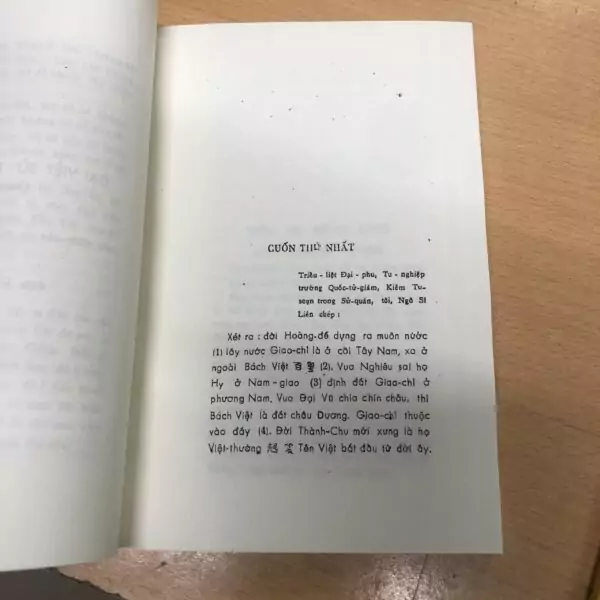 CUỐN THỨ NHẤT
Triều - liệt Đại - phu, Tư - nghiệp
trường Quốc-tử-giám, Kiêm Tu-
soạn trong Sử-quán, tôi, Ngô Sĩ
Liên chép :
Xét ra : đời Hoàng-đế dựng ra muôn nước
(1) lấy nước Giao-chỉ là ở cõi Tây Nam, xa ở
ngoài Bách Việt 百 (2). Vua Nghiêu sai họ
Hy ở Nam - giao (3) định đất Giao-chỉ ở
phương Nam. Vua Đại Vũ chia chín châu, thì
Bách Việt là đất châu Dương. Giao-chỉ thuộc
vào đấy (4). Đời Thành-Chu mới xưng là họ
Việt-thường 裳 Tên Việt bắt đầu từ đời ấy.